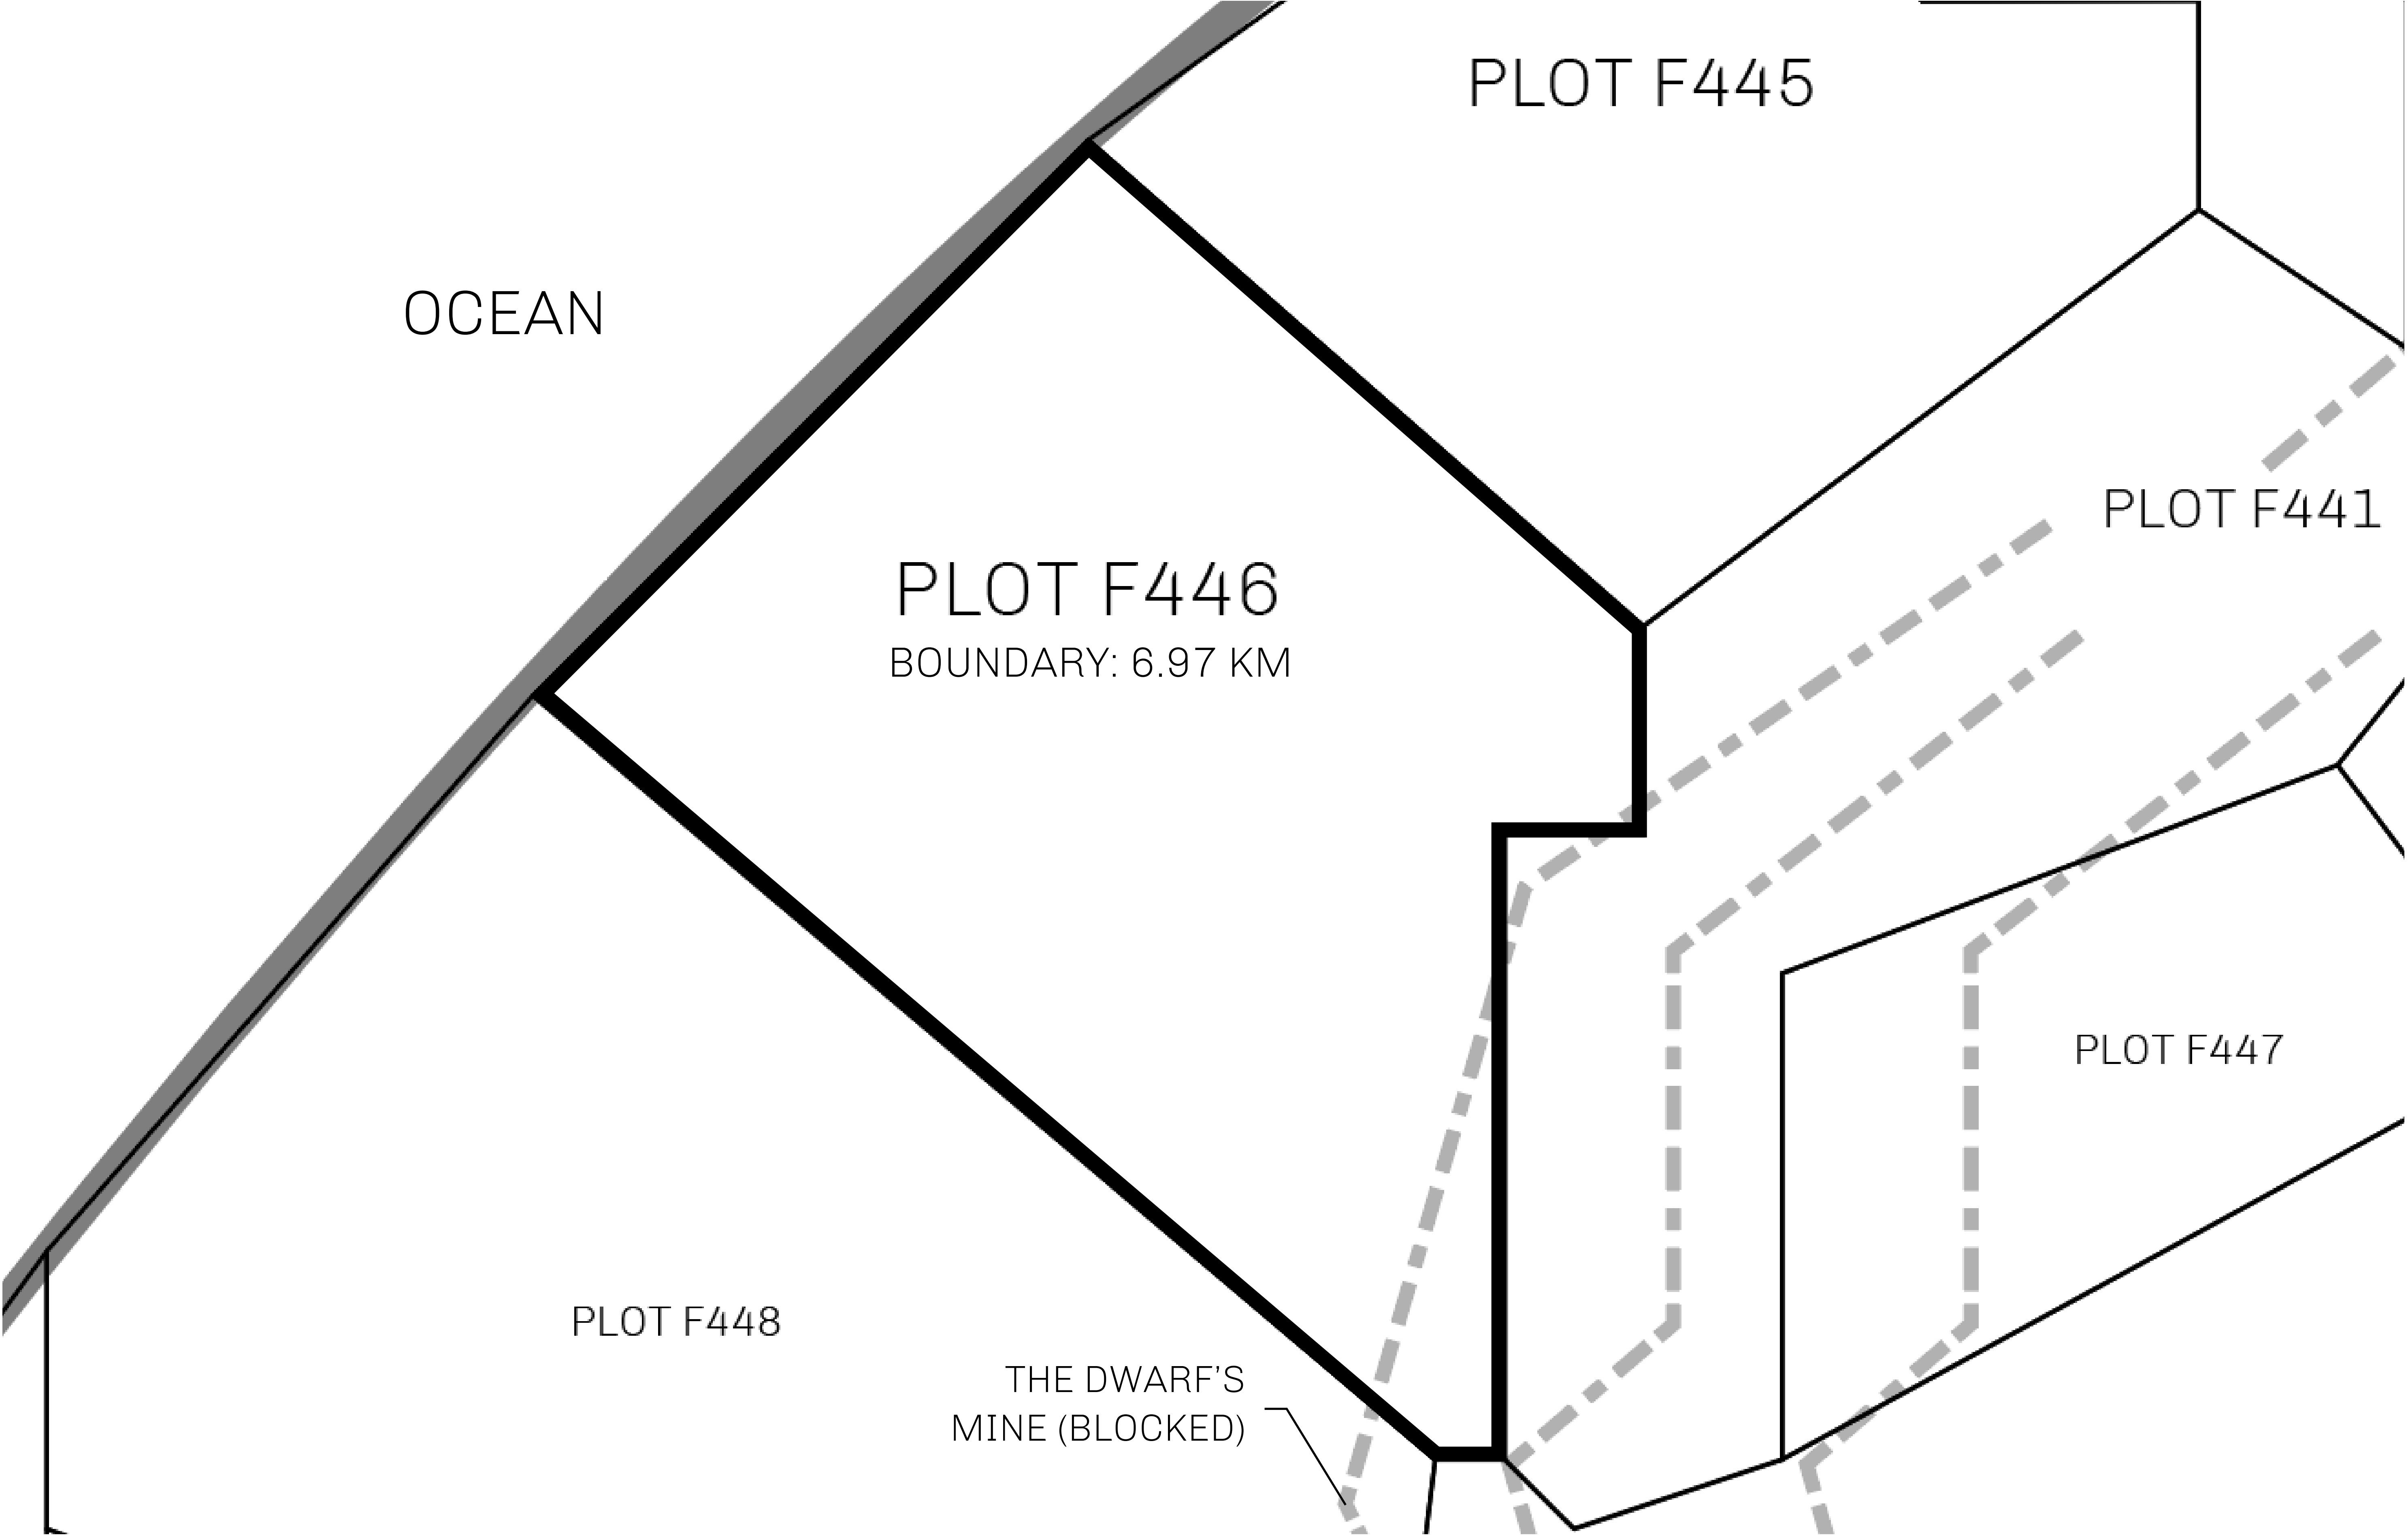 PLOT F445
OCEAN
PLOT F441
PLOT F446
BOUNDARY: 6.97 KM
PLOT F447
PLOT F448
THE DWARF'S
MINE (BLOCKED)